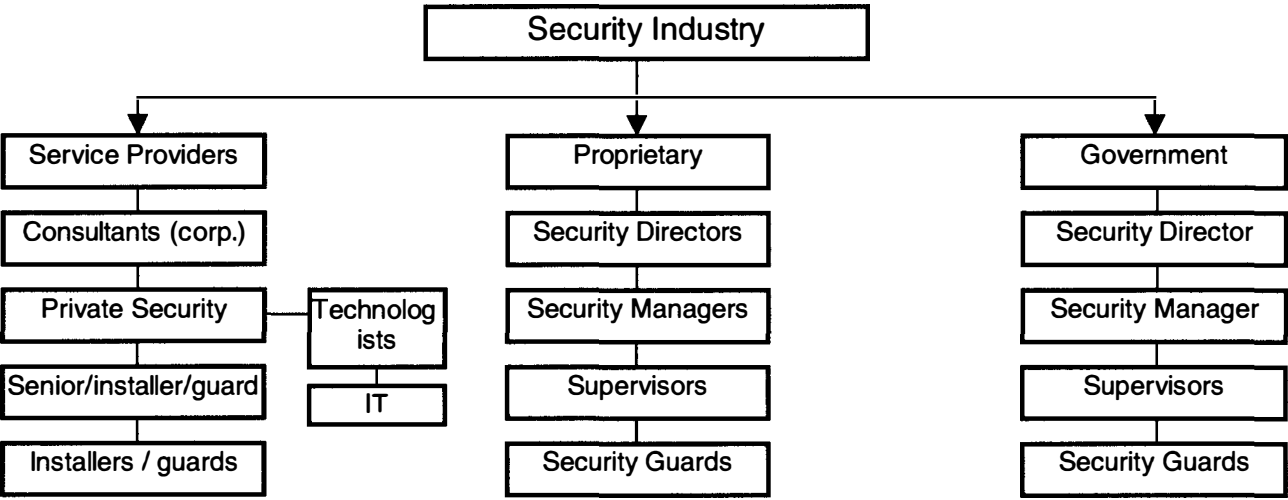 Security Industry
Service Providers
Proprietary
Government
Consultants (corp.)
Security Directors
Security Director
Private Security
Technolog
ists
Security Managers
Security Manager
Senior/installer/guard
IT
Supervisors
Supervisors
Installers / guards
Security Guards
Security Guards